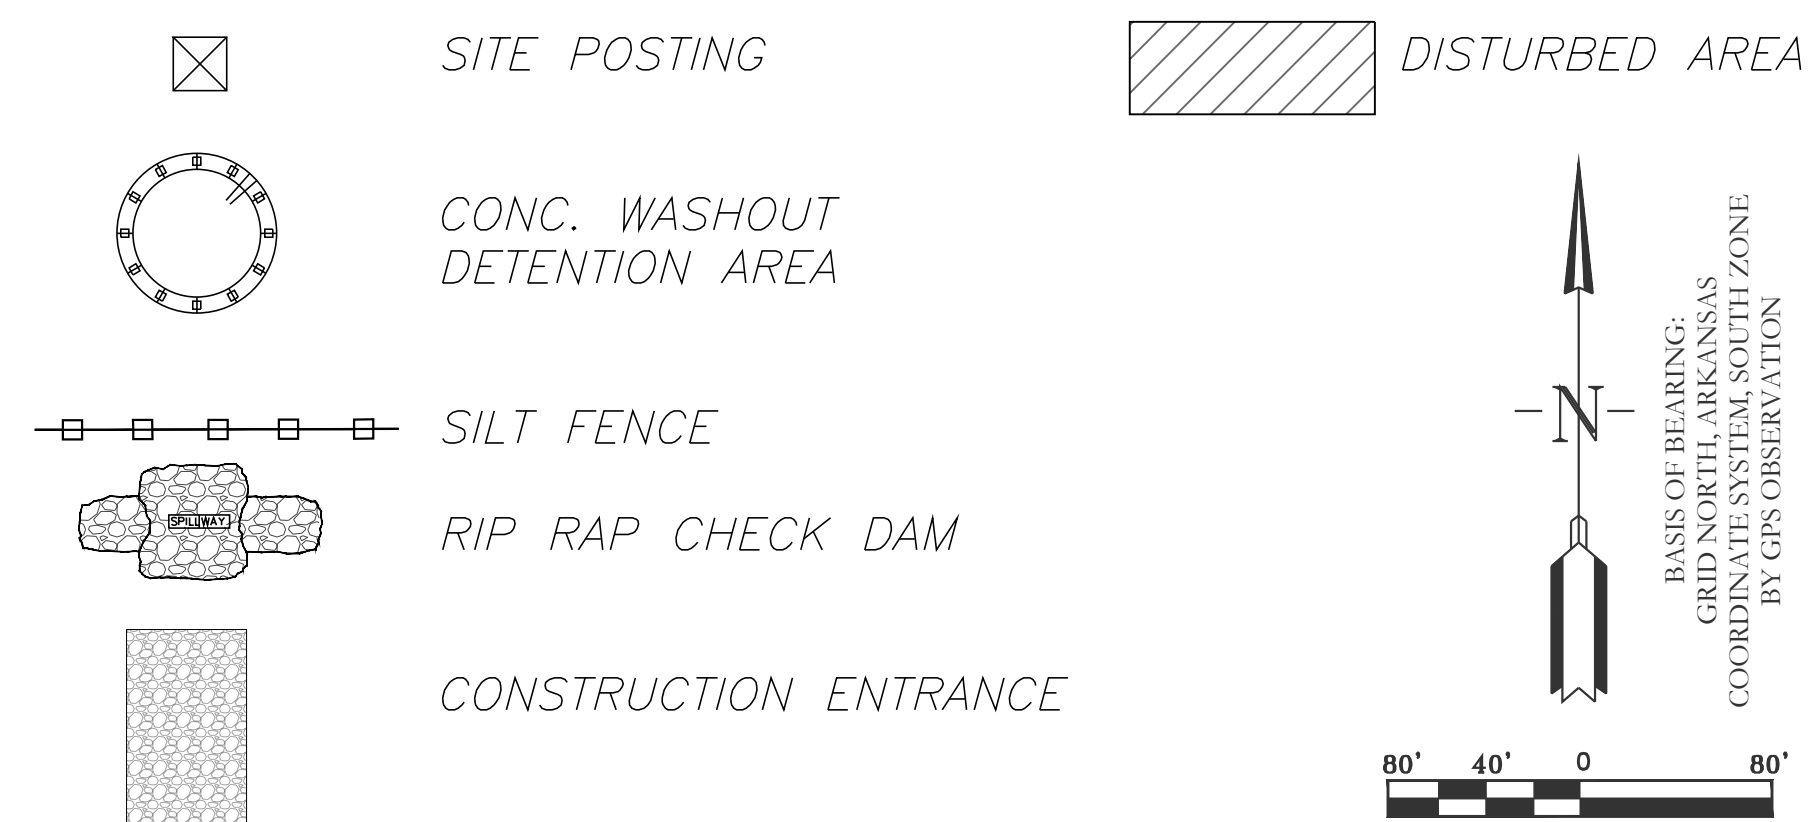 SITE POSTING
DISTURBED AREA
CONC. WASHOUT
DETENTION AREA
SILT FENCE
SPILLWAY
RIP RAP CHECK DAM
CONSTRUCTION ENTRANCE
N
BASIS OF BEARING:
GRID NORTH, ARKANSAS
COORDINATE SYSTEM, SOUTH ZONE
BY GPS OBSERVATION
80' 40' 0 80'